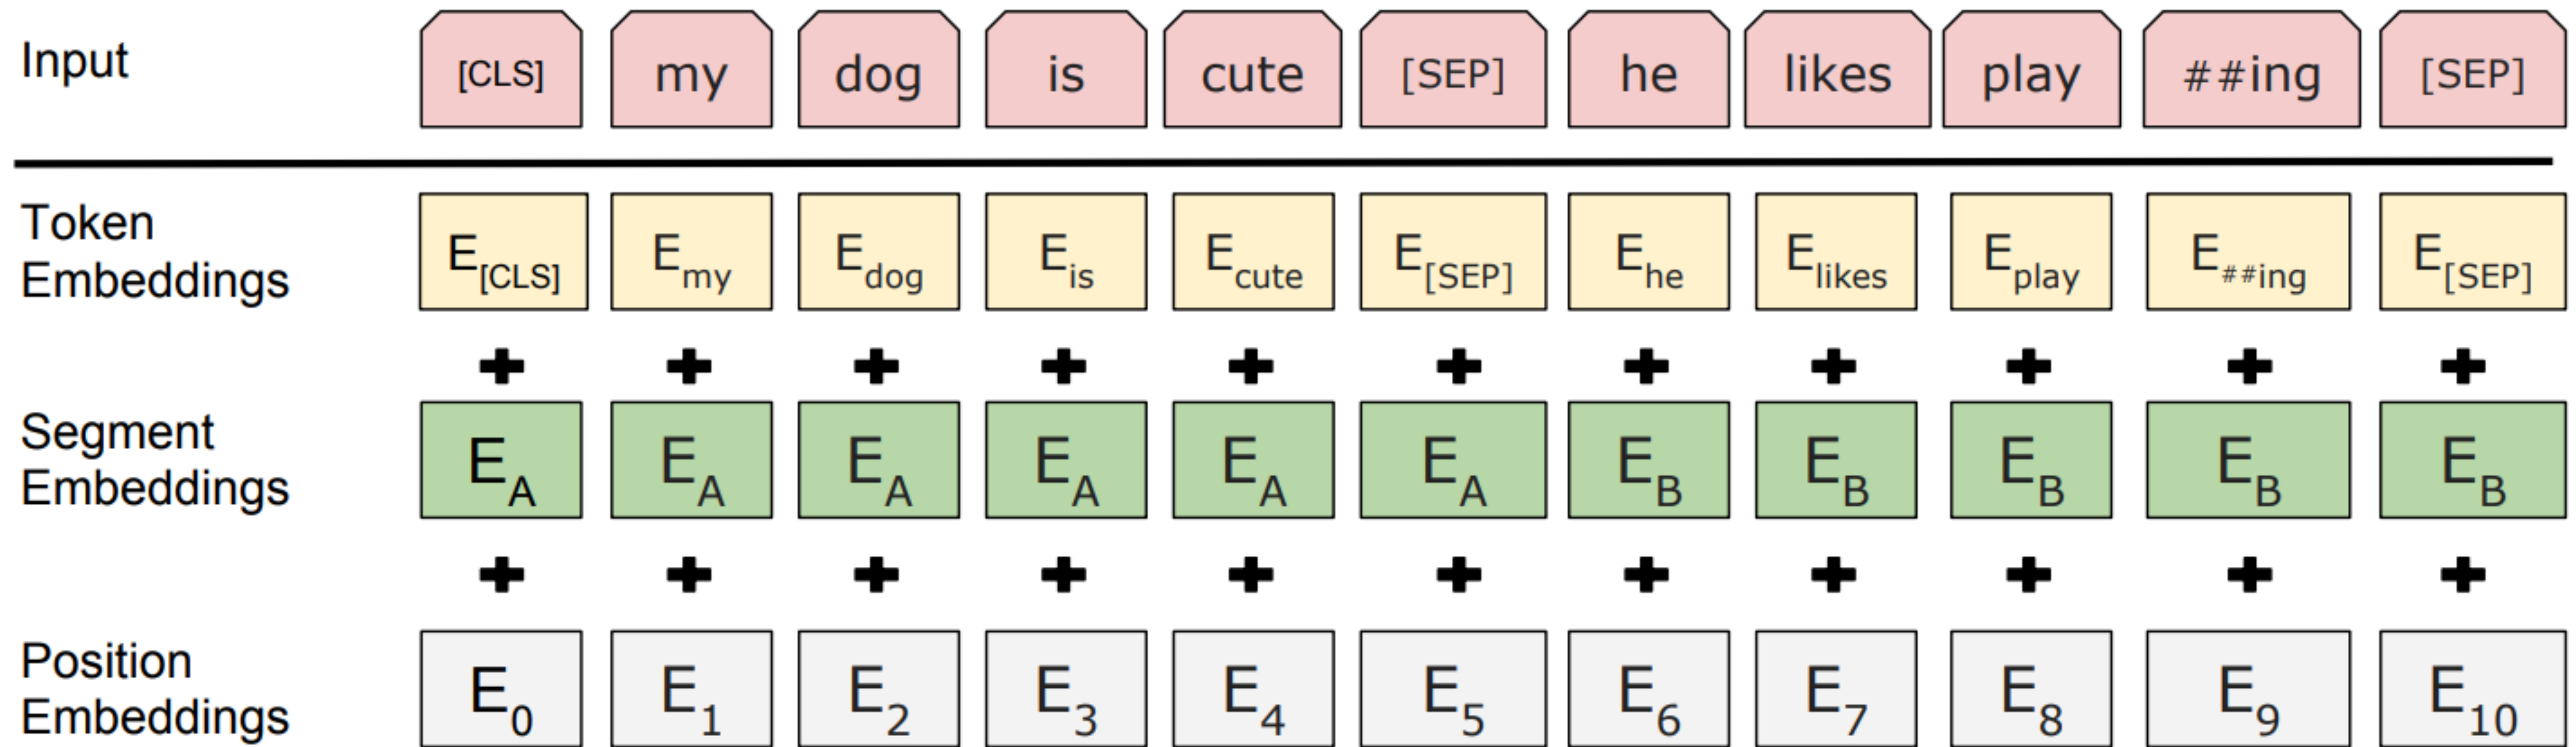 Input [CLS] my dog is cute [SEP] he likes play ##ing [SEP]
Token
Embeddings E[CLS] Emy Edog Eis Ecute E[SEP] Ehe Elikes Eplay E##ing E[SEP]
+ + + + + + + + + + +
Segment
Embeddings EA EA EA EA EA EA EB EB EB EB EB
+ + + + + + + + + + +
Position
Embeddings E0 E1 E2 E3 E4 E5 E6 E7 E8 E9 E10